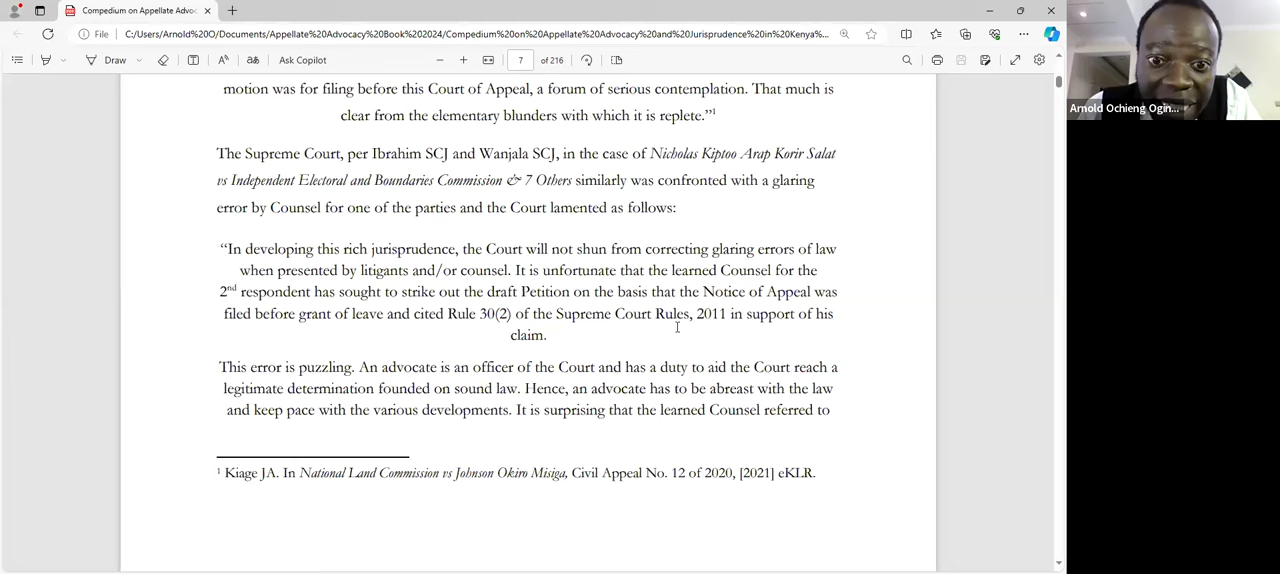 Compedium on Appellate Advoc
File
C:/Users/Arnold%20O/Documents/Appellate%20Advocacy%20Book%202024/Compedium%20on%20Appellate%20Advocacy%20and%20Jurisprudence%20in%20Kenya%...
Draw
Ask Copilot
7 of 216
Arnold Ochieng Ogin...
motion was for filing before this Court of Appeal, a forum of serious contemplation. That much is
clear from the elementary blunders with which it is replete.”1
The Supreme Court, per Ibrahim SCJ and Wanjala SCJ, in the case of Nicholas Kiptoo Arap Korir Salat
vs Independent Electoral and Boundaries Commission & 7 Others similarly was confronted with a glaring
error by Counsel for one of the parties and the Court lamented as follows:
“In developing this rich jurisprudence, the Court will not shun from correcting glaring errors of law
when presented by litigants and/or counsel. It is unfortunate that the learned Counsel for the
2nd respondent has sought to strike out the draft Petition on the basis that the Notice of Appeal was
filed before grant of leave and cited Rule 30(2) of the Supreme Court Rules, 2011 in support of his
claim.
This error is puzzling. An advocate is an officer of the Court and has a duty to aid the Court reach a
legitimate determination founded on sound law. Hence, an advocate has to be abreast with the law
and keep pace with the various developments. It is surprising that the learned Counsel referred to
1 Kiage JA. In National Land Commission vs Johnson Okiro Misiga, Civil Appeal No. 12 of 2020, [2021] eKLR.